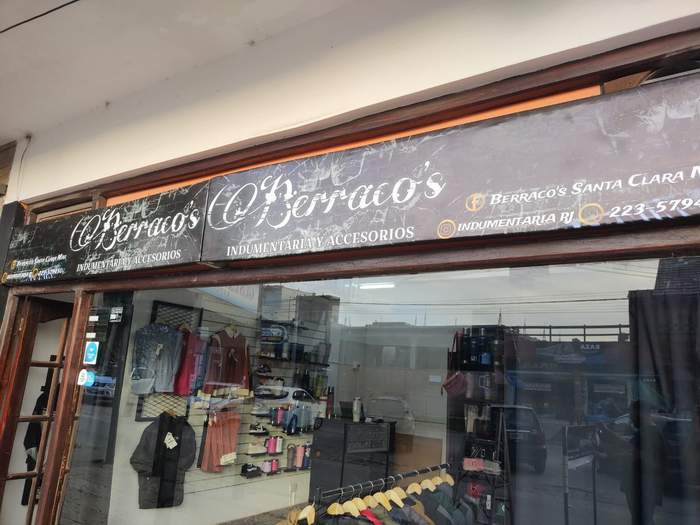 Berraco's
INDUMENTARIA Y ACCESORIOS
Berraco's
INDUMENTARIA Y ACCESORIOS
Berraco's Santa Clara M
INDUMENTARIA RJ
223-5794